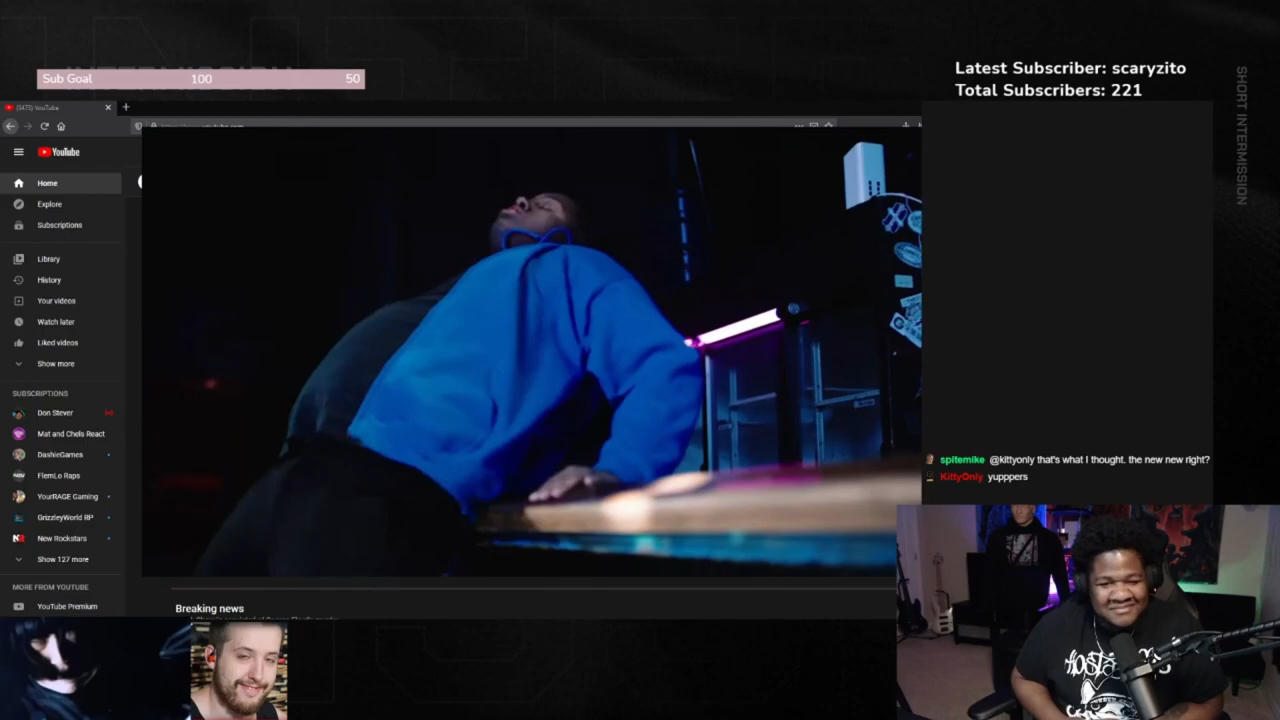 Sub Goal 100 50
Latest Subscriber: scaryzito
Total Subscribers: 221
SHORT INTERMISSION
(3473) YouTube
YouTube
Home
Explore
Subscriptions
Library
History
Your videos
Watch later
Liked videos
Show more
SUBSCRIPTIONS
Don Stever
Mat and Chels React
DashieGames
FlemLo Raps
YourRAGE Gaming
GrizzleyWorld RP
New Rockstars
Show 127 more
MORE FROM YOUTUBE
YouTube Premium
Breaking news
spitemike @kittyonly that's what I thought. the new new right?
KittyOnly yupppers